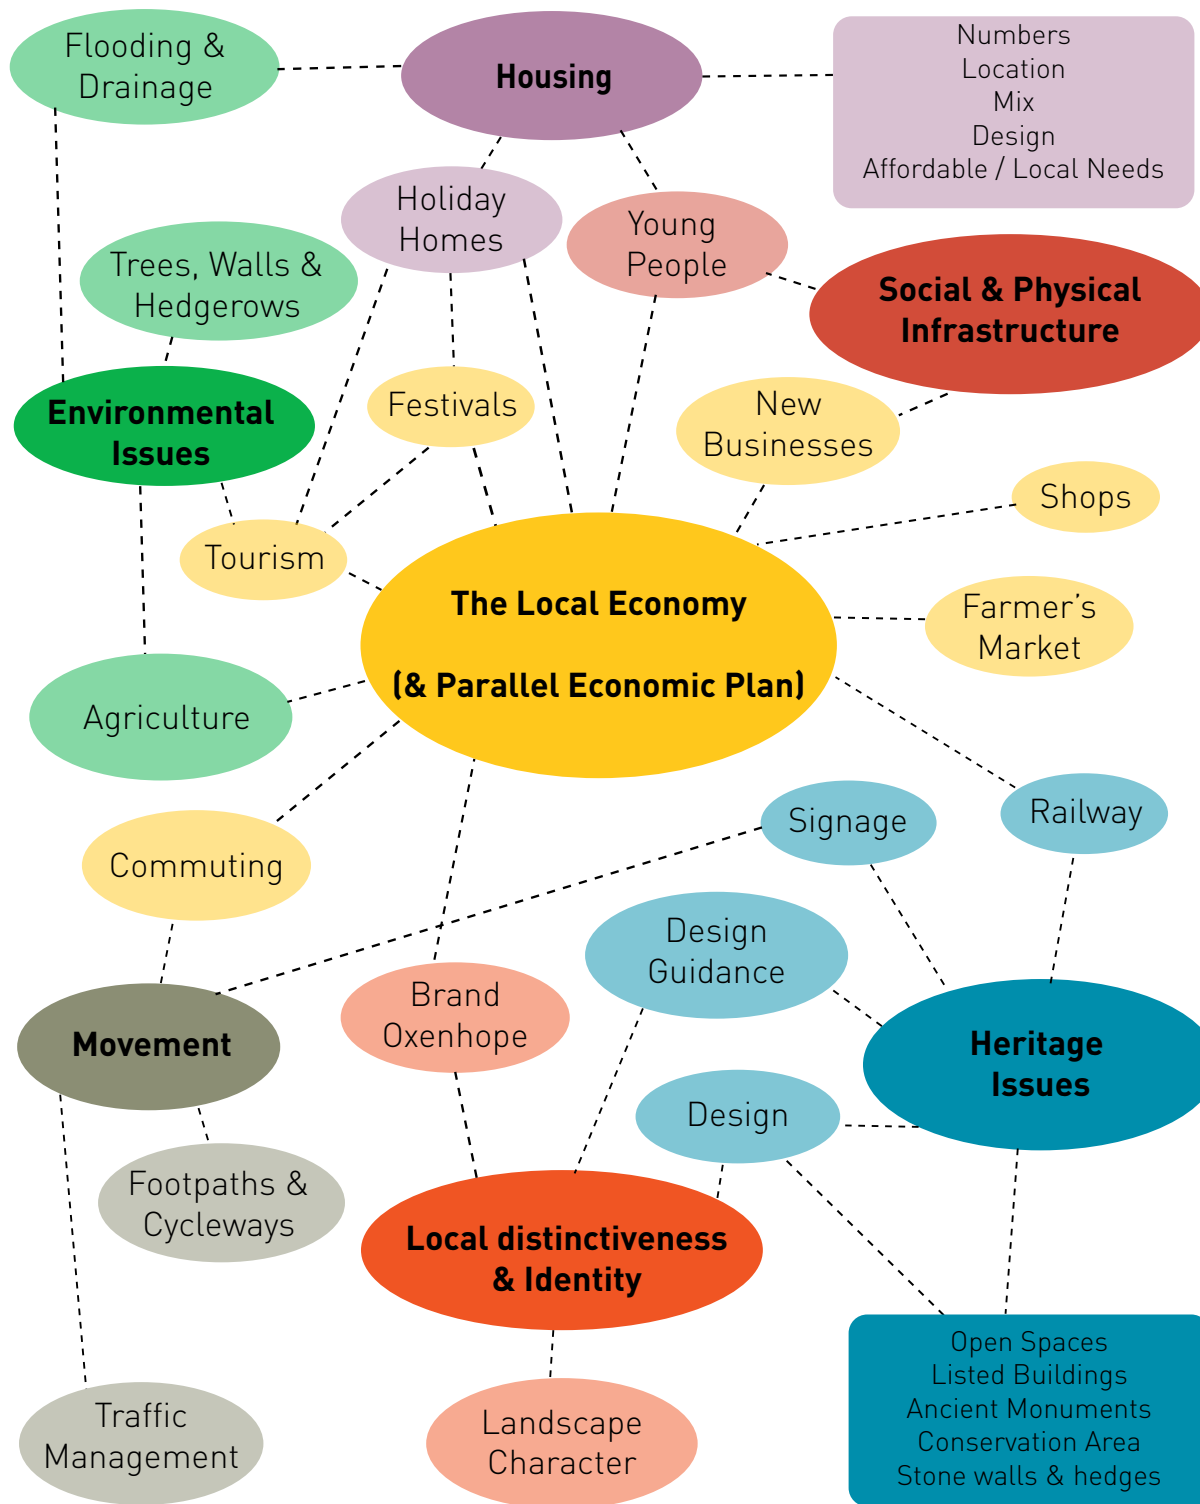 Flooding &
Drainage
Housing
Numbers
Location
Mix
Design
Affordable / Local Needs
Holiday
Homes
Young
People
Trees, Walls &
Hedgerows
Social & Physical
Infrastructure
Environmental
Issues
Festivals
New
Businesses
Shops
Tourism
The Local Economy
(& Parallel Economic Plan)
Farmer's
Market
Agriculture
Commuting
Signage
Railway
Design
Guidance
Brand
Oxenhope
Movement
Heritage
Issues
Design
Footpaths &
Cycleways
Local distinctiveness
& Identity
Open Spaces
Listed Buildings
Ancient Monuments
Conservation Area
Stone walls & hedges
Traffic
Management
Landscape
Character